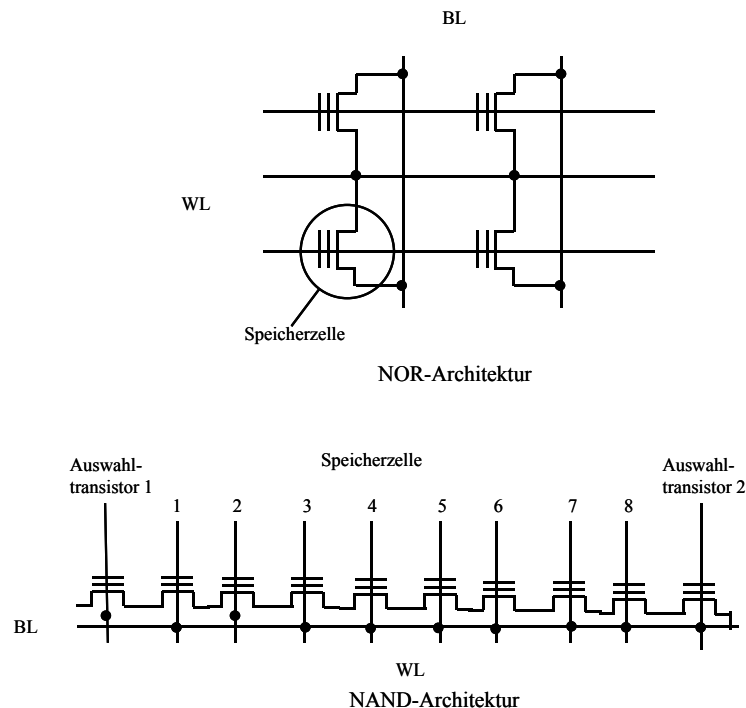 BL
WL
Speicherzelle
NOR-Architektur
Auswahl-
transistor 1
Speicherzelle
Auswahl-
transistor 2
1 2 3 4 5 6 7 8
BL
WL
NAND-Architektur